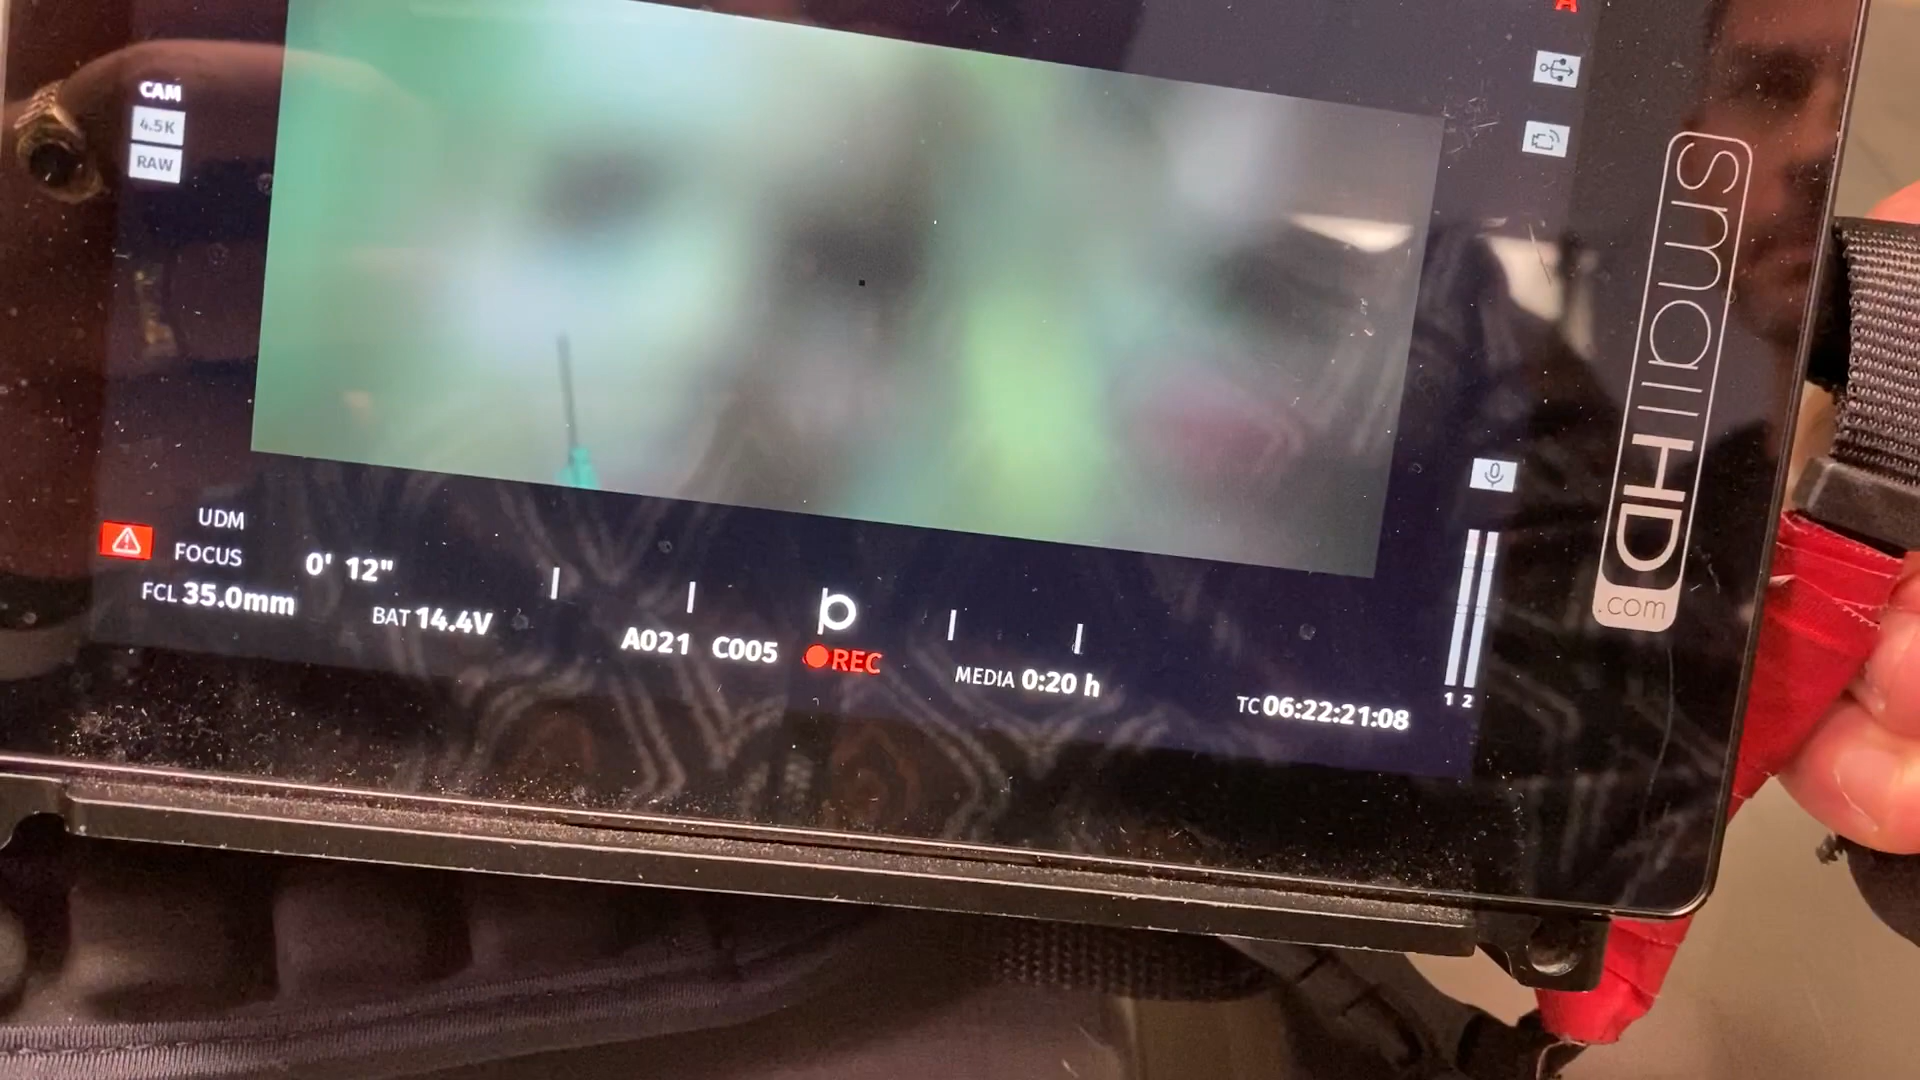 A
CAM
4.5K
RAW
smallHD
.com
UDM
FOCUS 0' 12"
FCL 35.0mm
BAT 14.4V
A021 C005 REC
MEDIA 0:20 h
TC 06:22:21:08
1 2